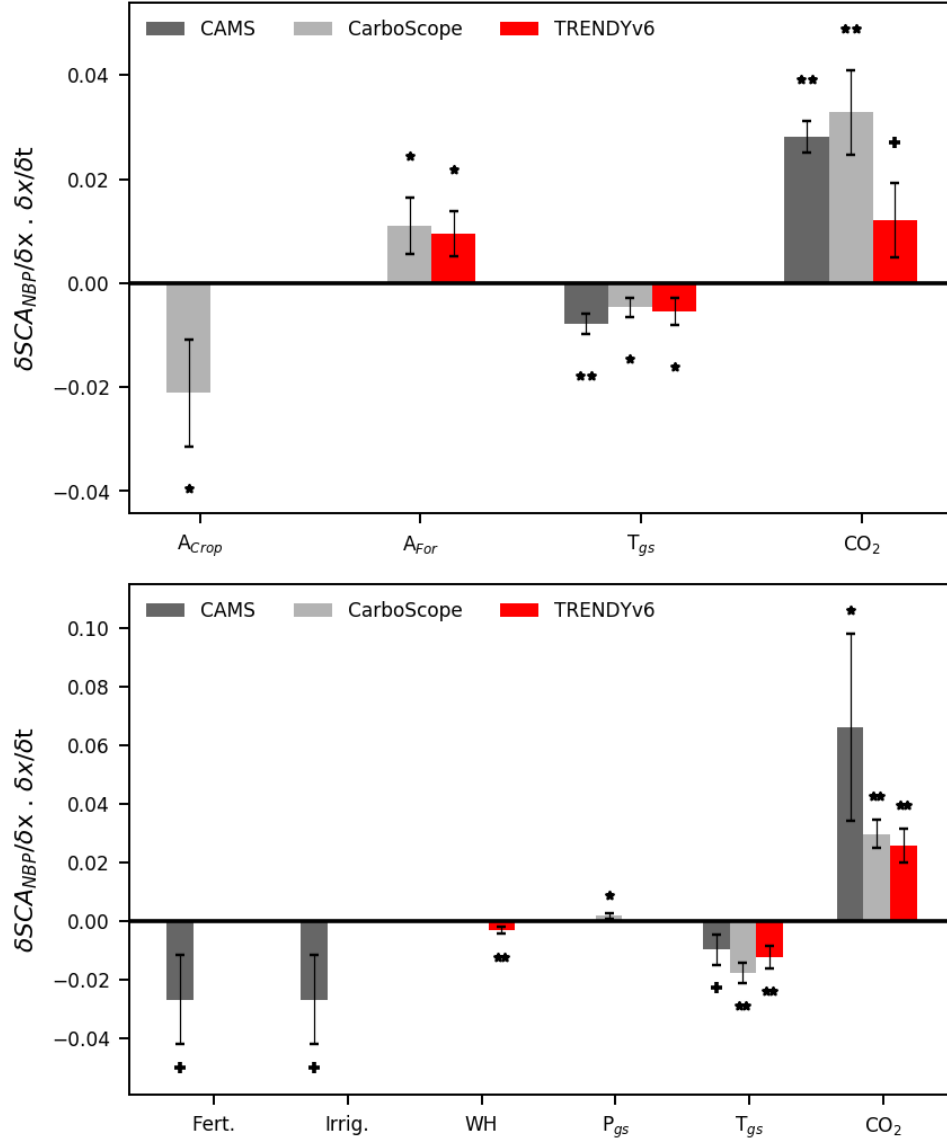 CAMS CarboScope TRENDYv6
δSCA_NBP/δx . δx/δt
0.04
0.02
0.00
−0.02
−0.04
A_Crop A_For T_gs CO₂
CAMS CarboScope TRENDYv6
δSCA_NBP/δx . δx/δt
0.10
0.08
0.06
0.04
0.02
0.00
−0.02
−0.04
Fert. Irrig. WH P_gs T_gs CO₂